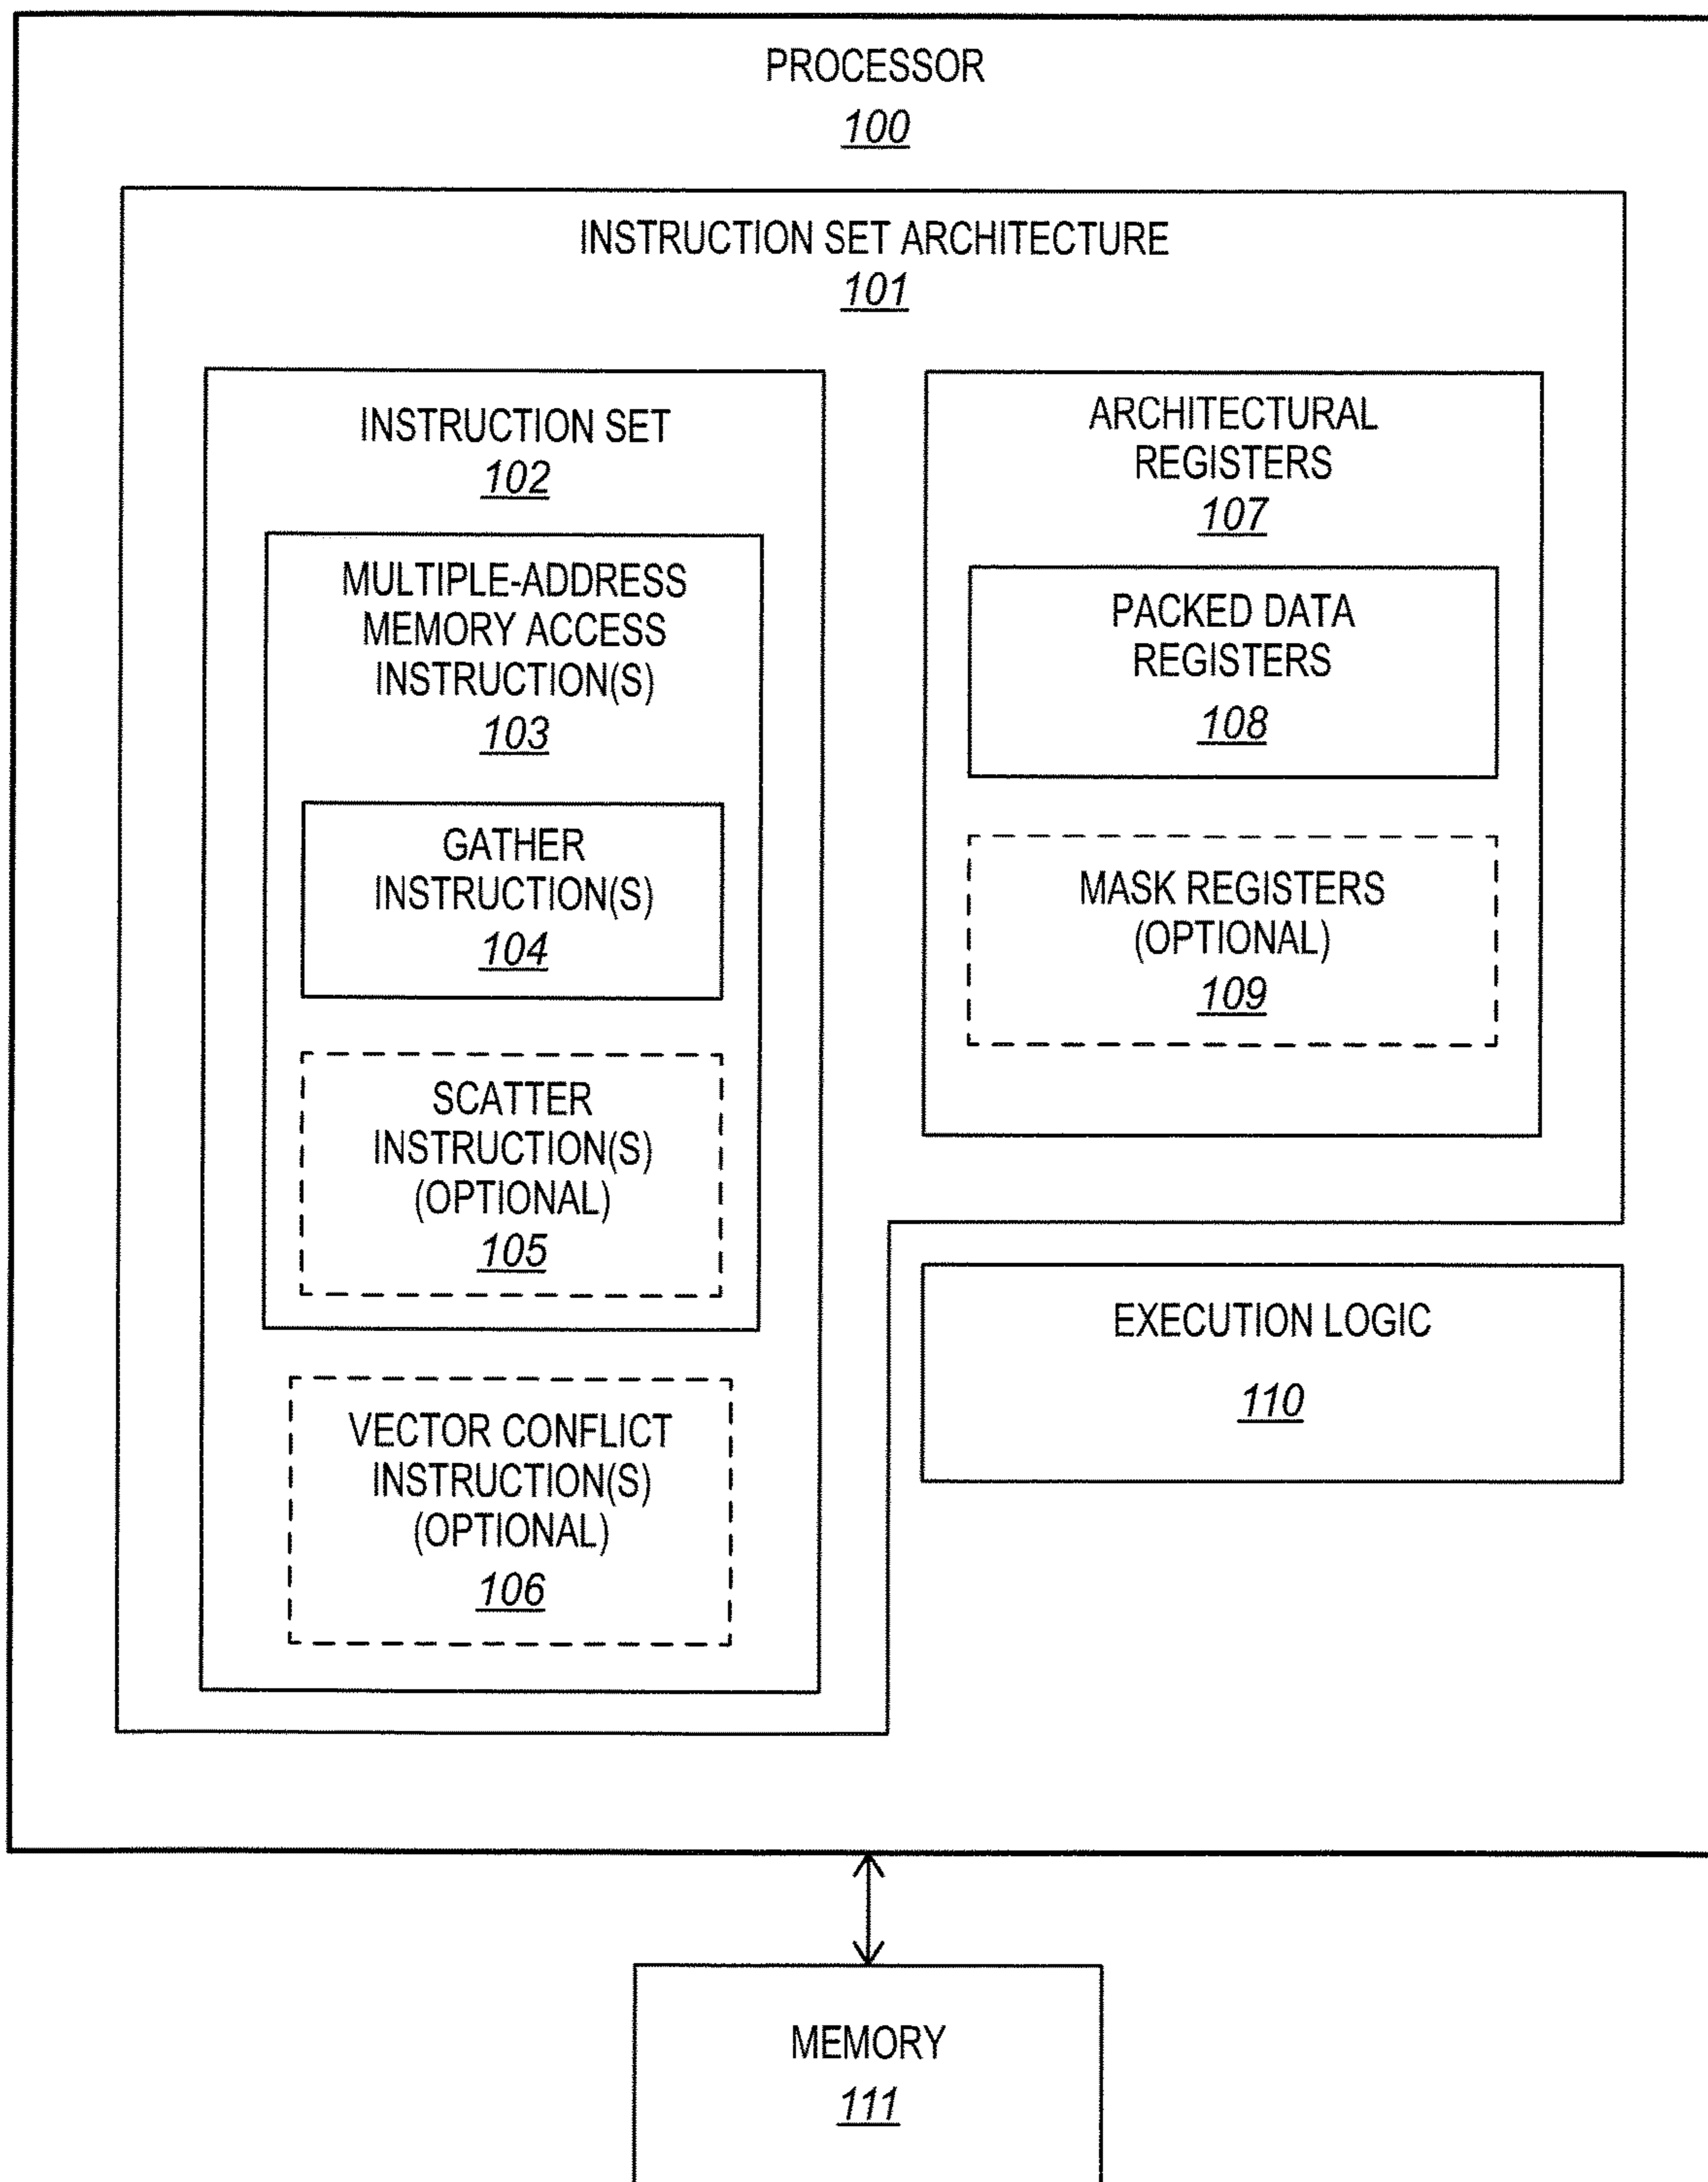 PROCESSOR
100
INSTRUCTION SET ARCHITECTURE
101
INSTRUCTION SET
102
MULTIPLE-ADDRESS
MEMORY ACCESS
INSTRUCTION(S)
103
GATHER
INSTRUCTION(S)
104
SCATTER
INSTRUCTION(S)
(OPTIONAL)
105
VECTOR CONFLICT
INSTRUCTION(S)
(OPTIONAL)
106
ARCHITECTURAL
REGISTERS
107
PACKED DATA
REGISTERS
108
MASK REGISTERS
(OPTIONAL)
109
EXECUTION LOGIC
110
MEMORY
111